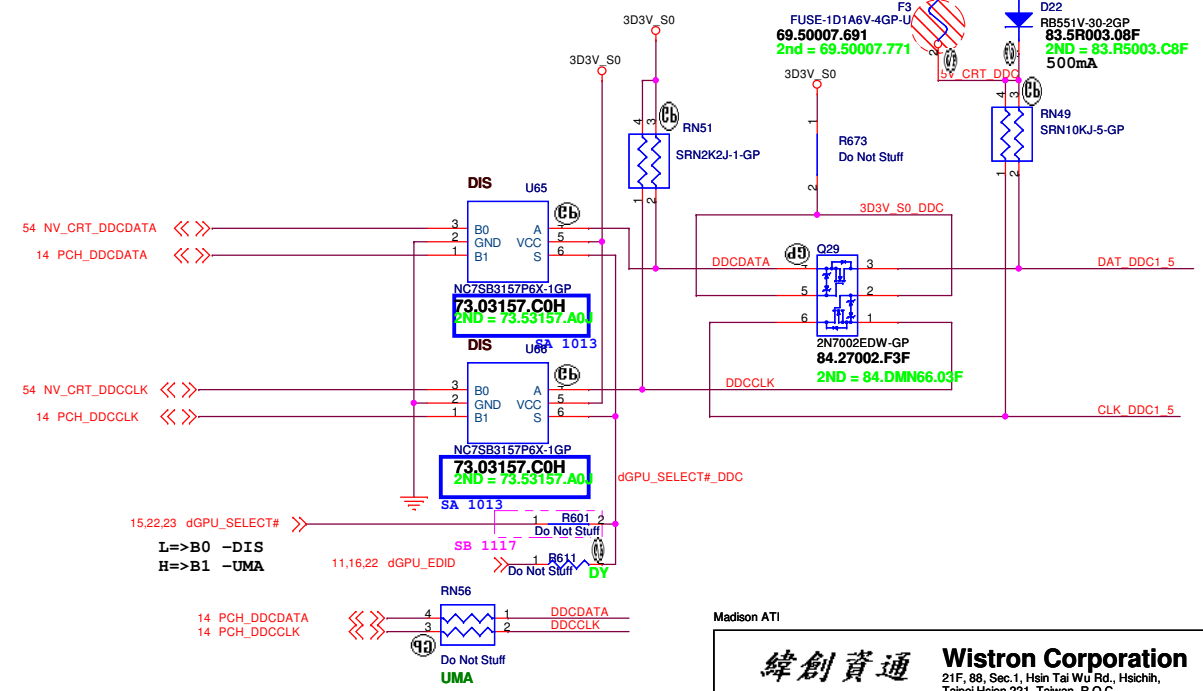 F3
FUSE-1D1A6V-4GP-U
69.50007.691
2nd = 69.50007.771
D22
RB551V-30-2GP
83.5R003.08F
2ND = 83.R5003.C8F
500mA
5V_CRT_DDC
2
3D3V_S0
3D3V_S0
3D3V_S0
4 3
RN51
SRN2K2J-1-GP
1 2
1
R673
Do Not Stuff
2
4 3
RN49
SRN10KJ-5-GP
1 2
3D3V_S0_DDC
DIS
U65
54 NV_CRT_DDCDATA
14 PCH_DDCDATA
3 B0 A
2 GND VCC 5
1 B1 S 6
NC7SB3157P6X-1GP
73.03157.C0H
2ND = 73.53157.A0J
SA 1013
DDCDATA
Q29
3
5 2
6 1
2N7002EDW-GP
84.27002.F3F
2ND = 84.DMN66.03F
DAT_DDC1_5
DIS
U66
54 NV_CRT_DDCCLK
14 PCH_DDCCLK
3 B0 A
2 GND VCC 5
1 B1 S 6
NC7SB3157P6X-1GP
73.03157.C0H
2ND = 73.53157.A0J
SA 1013
DDCCLK
CLK_DDC1_5
dGPU_SELECT#_DDC
15,22,23 dGPU_SELECT#
1 R601 2
Do Not Stuff
SB 1117
L=>B0 -DIS
H=>B1 -UMA
11,16,22 dGPU_EDID
1 R611
Do Not Stuff
DY
RN56
14 PCH_DDCDATA 4 1 DDCDATA
14 PCH_DDCCLK 3 2 DDCCLK
Do Not Stuff
UMA
Madison ATI
緯創資通
Wistron Corporation
21F, 88, Sec.1, Hsin Tai Wu Rd., Hsichih,
Taipei Hsien 221, Taiwan, R.O.C.